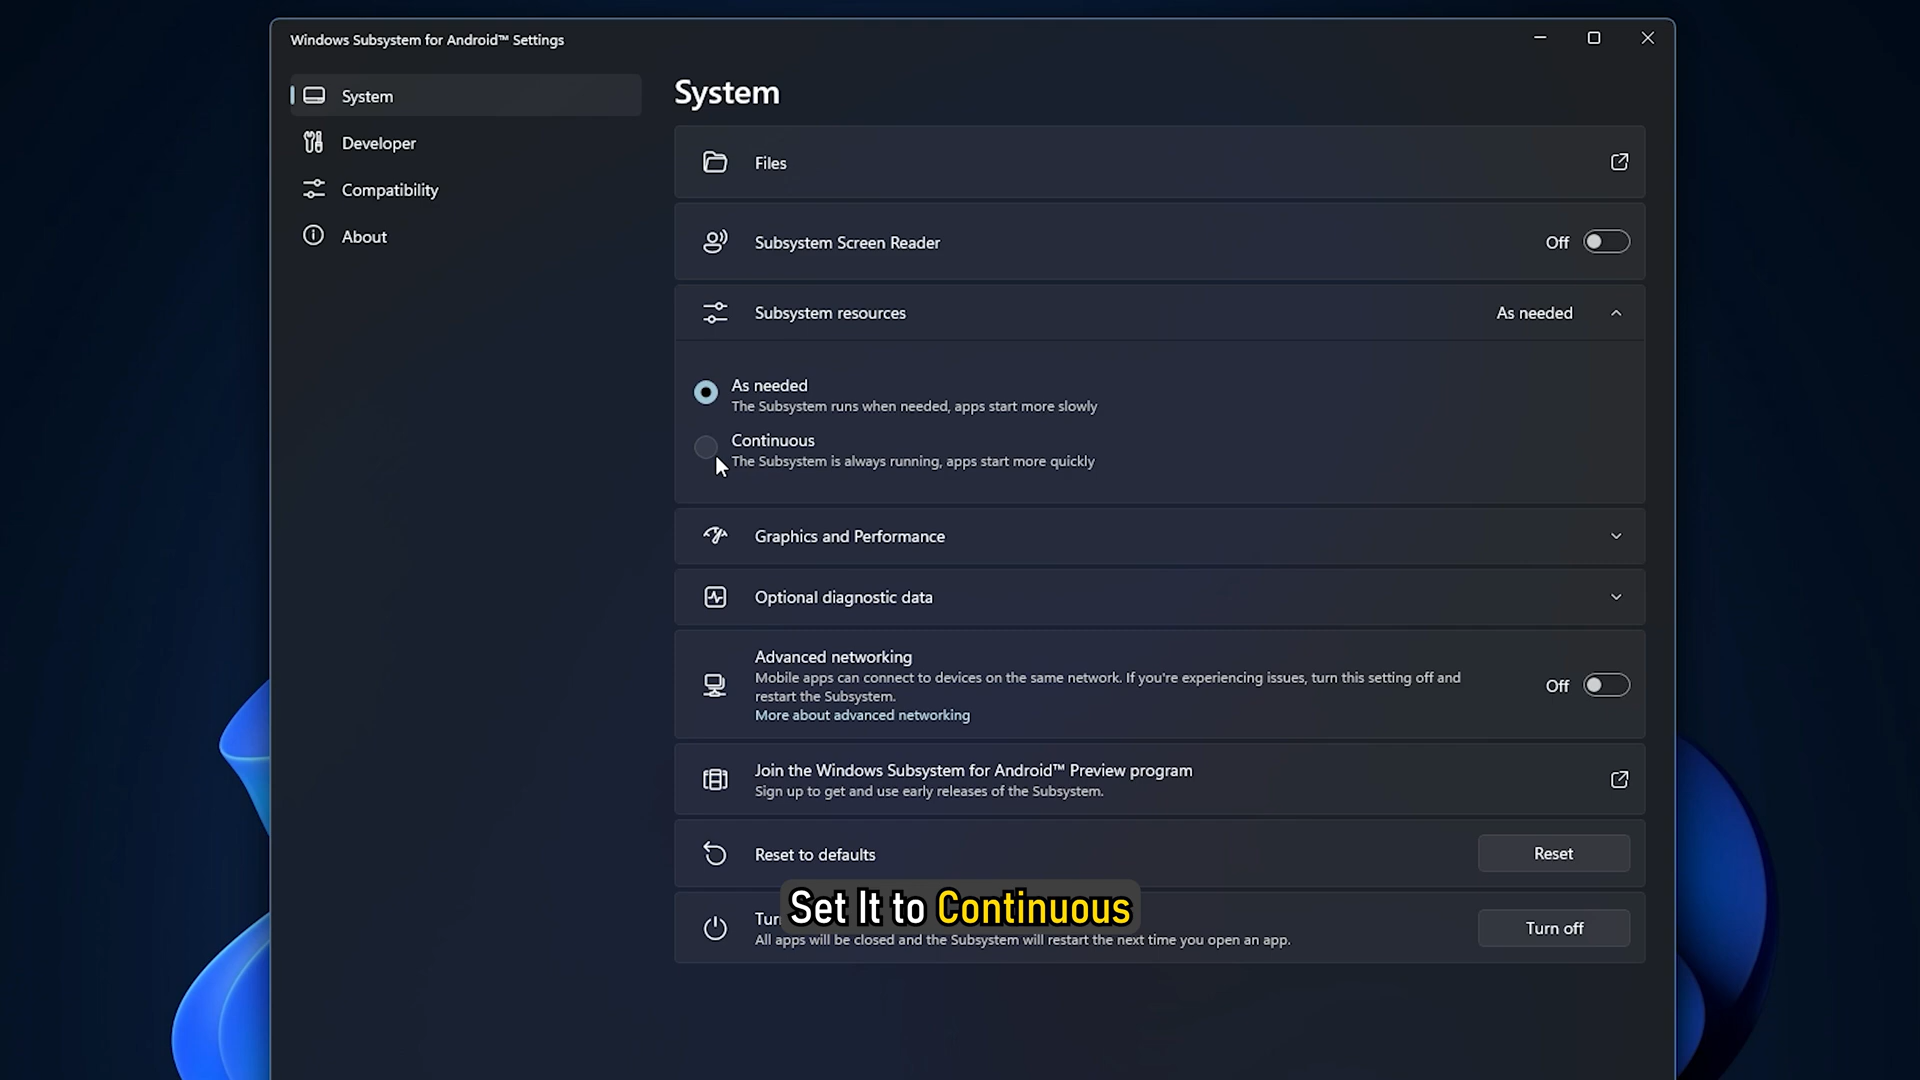 Windows Subsystem for Android™ Settings
System
Developer
Compatibility
About
System
Files
Subsystem Screen Reader
Off
Subsystem resources
As needed
As needed
The Subsystem runs when needed, apps start more slowly
Continuous
The Subsystem is always running, apps start more quickly
Graphics and Performance
Optional diagnostic data
Advanced networking
Mobile apps can connect to devices on the same network. If you're experiencing issues, turn this setting off and
restart the Subsystem.
More about advanced networking
Off
Join the Windows Subsystem for Android™ Preview program
Sign up to get and use early releases of the Subsystem.
Reset to defaults
Reset
Set It to Continuous
All apps will be closed and the Subsystem will restart the next time you open an app.
Turn off